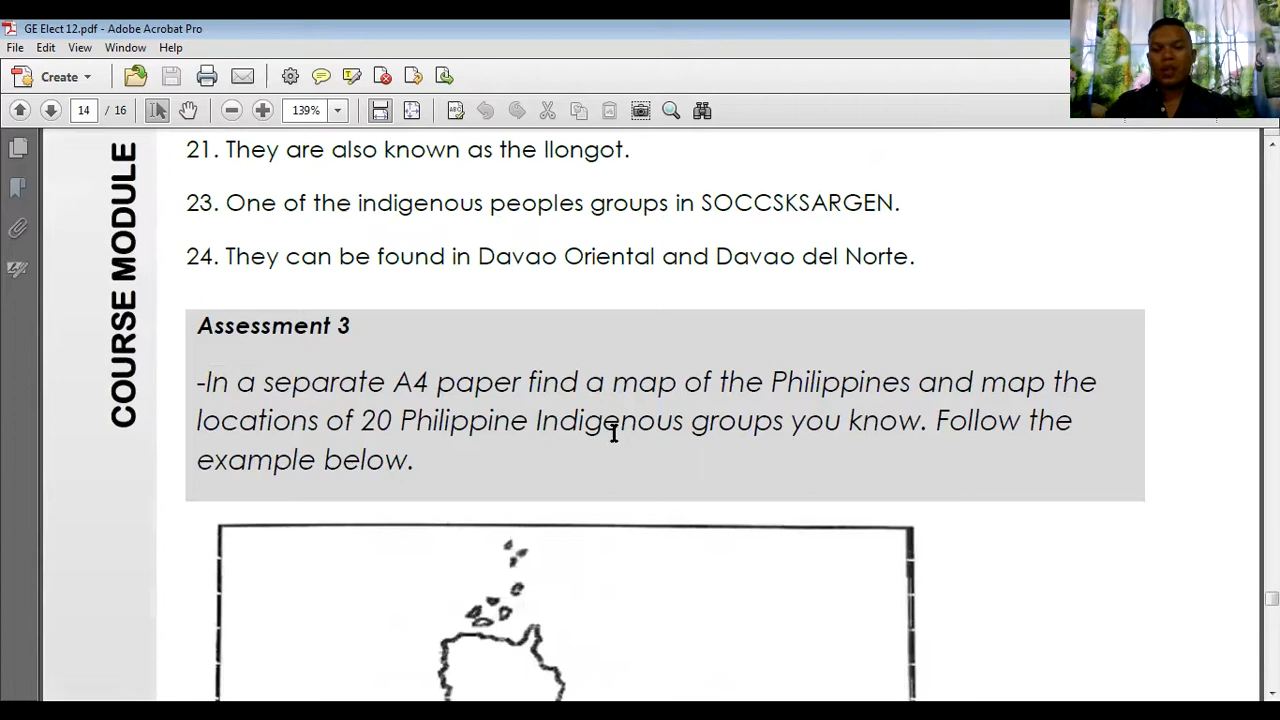 GE Elect 12.pdf - Adobe Acrobat Pro
File Edit View Window Help
Create
14 / 16 139%
COURSE MODULE
21. They are also known as the llongot.
23. One of the indigenous peoples groups in SOCCSKSARGEN.
24. They can be found in Davao Oriental and Davao del Norte.
Assessment 3
-In a separate A4 paper find a map of the Philippines and map the
locations of 20 Philippine Indigenous groups you know. Follow the
example below.